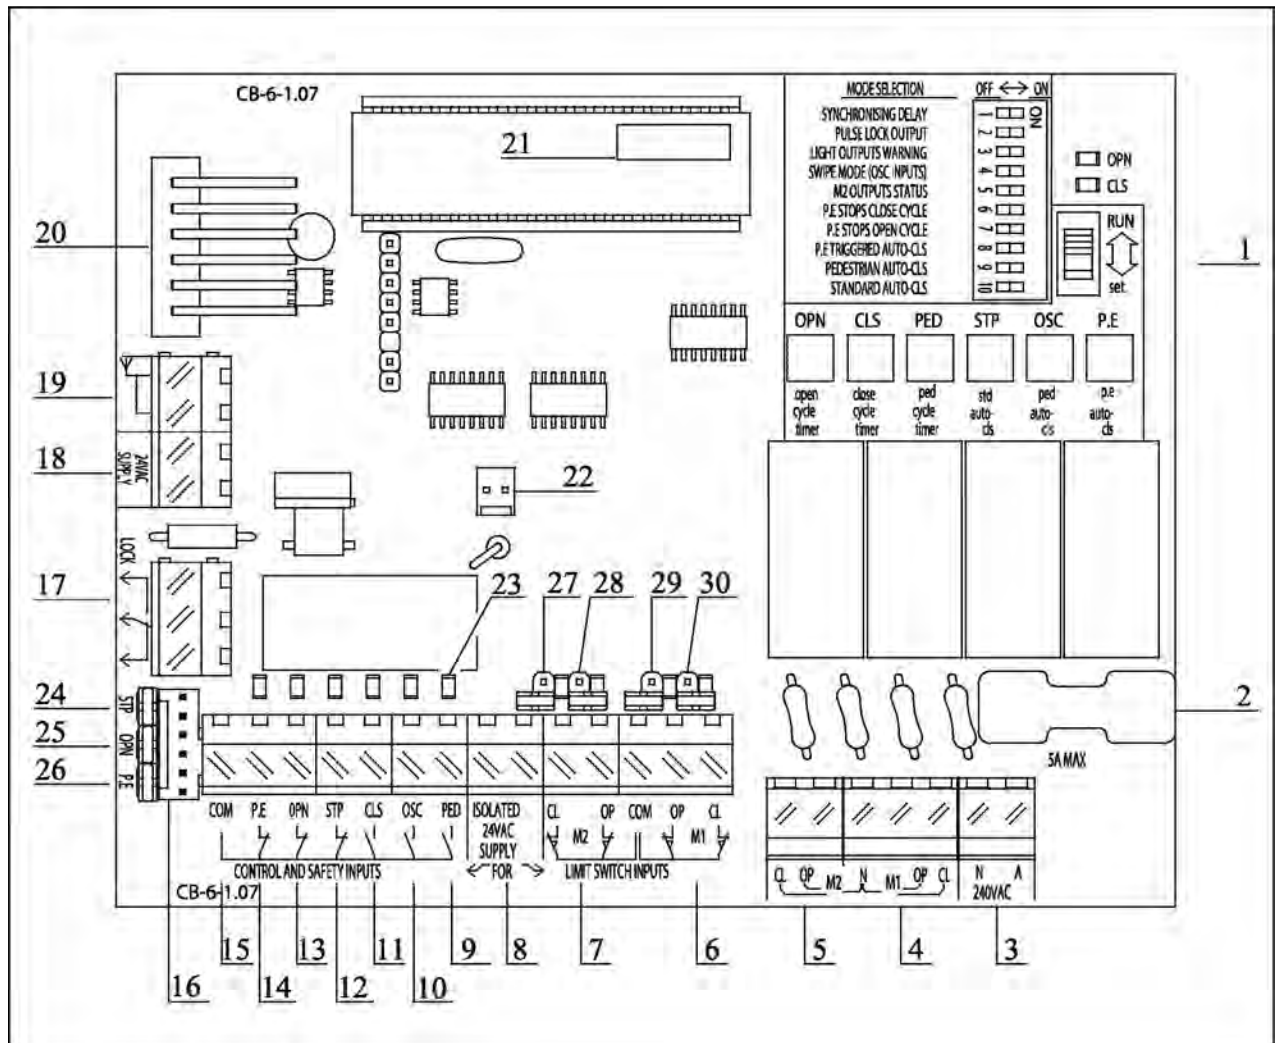 CB-6-1.07
MODE SELECTION OFF ON
SYNCHRONISING DELAY 1 ON
PULSE LOCK OUTPUT 2
LIGHT OUTPUTS WARNING 3
SWIPE MODE (OSC INPUTS) 4
M2 OUTPUTS STATUS 5
P.E STOPS CLOSE CYCLE 6
P.E STOPS OPEN CYCLE 7
P.E TRIGGERED AUTO-CLS 8
PEDESTRIAN AUTO-CLS 9
STANDARD AUTO-CLS 10
OPN
CLS
RUN
set.
1
21
20
OPN CLS PED STP OSC P.E
open cycle timer
close cycle timer
ped cycle timer
std auto-cls
ped auto-cls
p.e auto-cls
19
18
24VAC SUPPLY
22
LOCK
17
23 27 28 29 30
24 STP
25 OPN
26 P.E
2
5A MAX
COM P.E OPN STP CLS OSC PED ISOLATED CL OP COM OP CL
24VAC M2 M1
SUPPLY
CONTROL AND SAFETY INPUTS FOR LIMIT SWITCH INPUTS
CL OP M2 N M1 OP CL N A
240VAC
CB-6-1.07
15 13 11 9 8 7 6 5 4 3
16 14 12 10